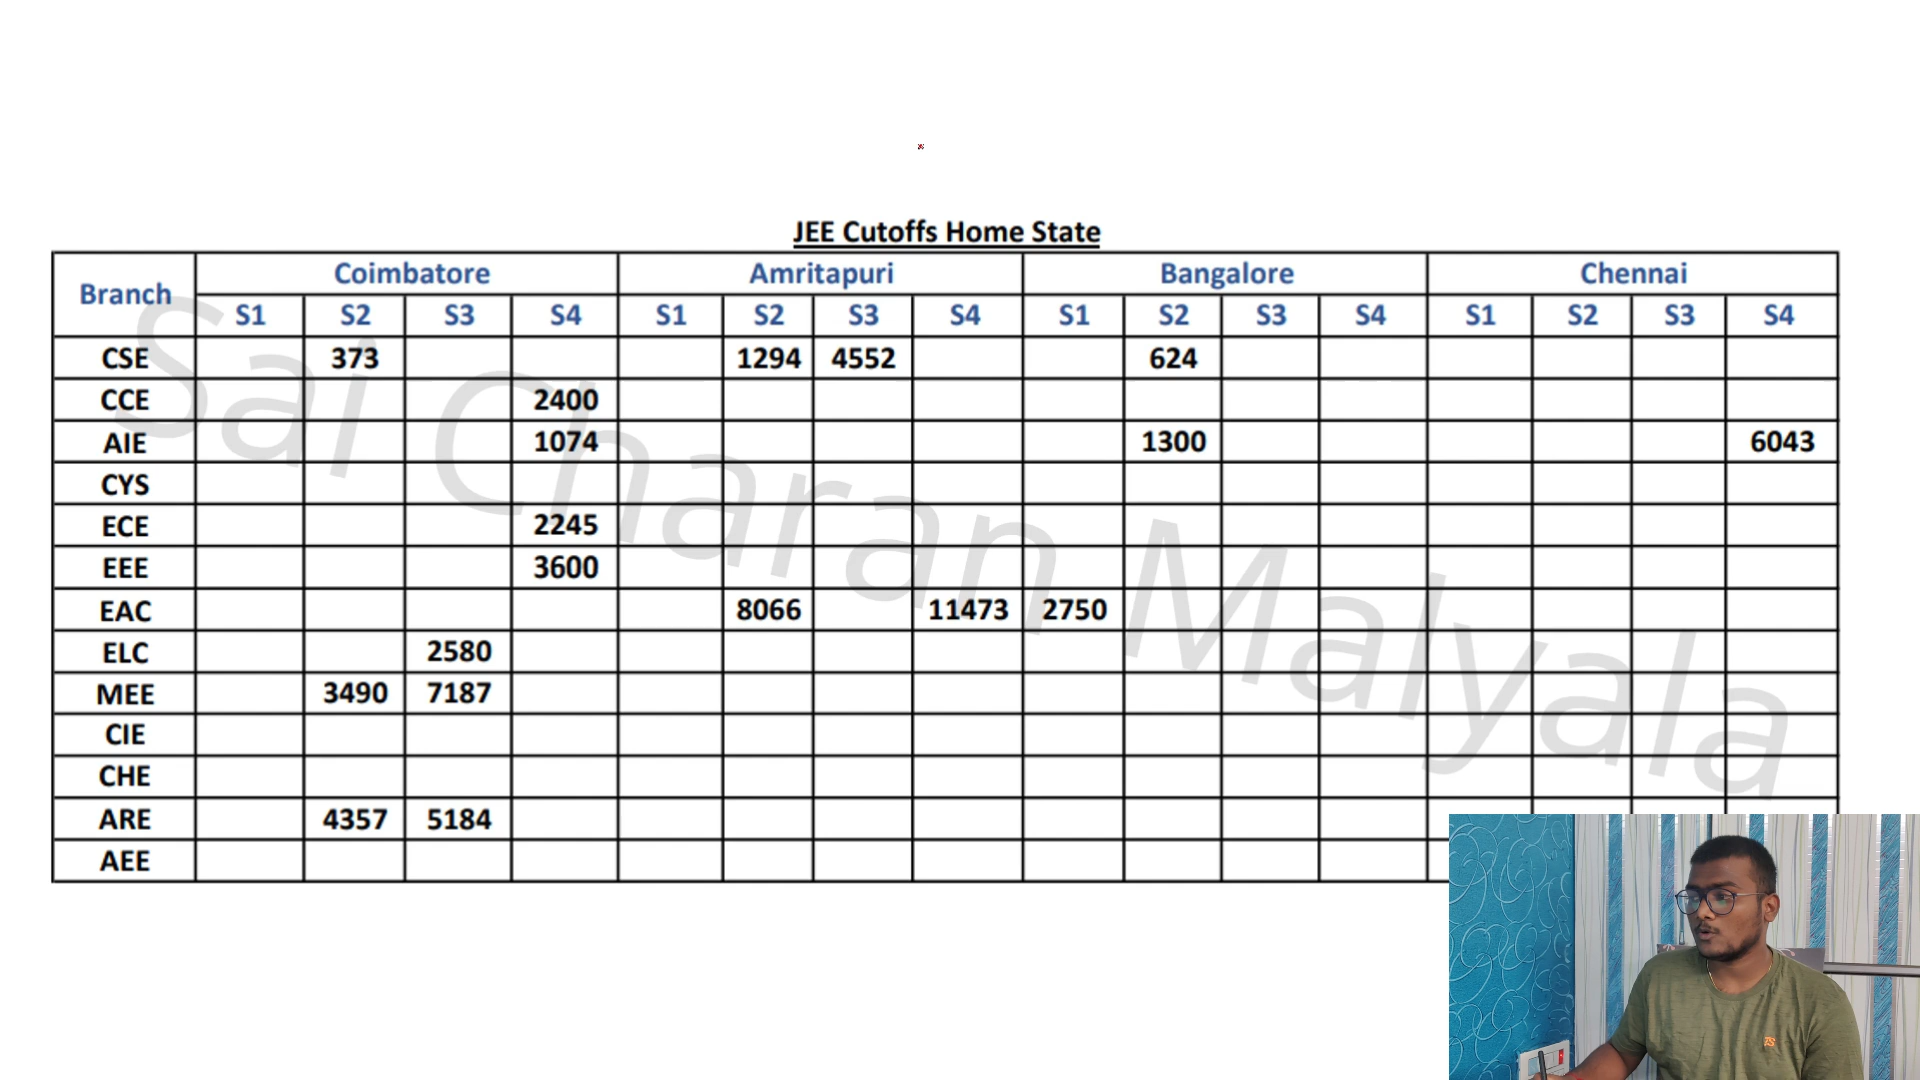 JEE Cutoffs Home State
Branch Coimbatore Amritapuri Bangalore Chennai
S1 S2 S3 S4 S1 S2 S3 S4 S1 S2 S3 S4 S1 S2 S3 S4
CSE 373 1294 4552 624
CCE 2400
AIE 1074 1300 6043
CYS
ECE 2245
EEE 3600
EAC 8066 11473 2750
ELC 2580
MEE 3490 7187
CIE
CHE
ARE 4357 5184
AEE
Sai Charan Malyala